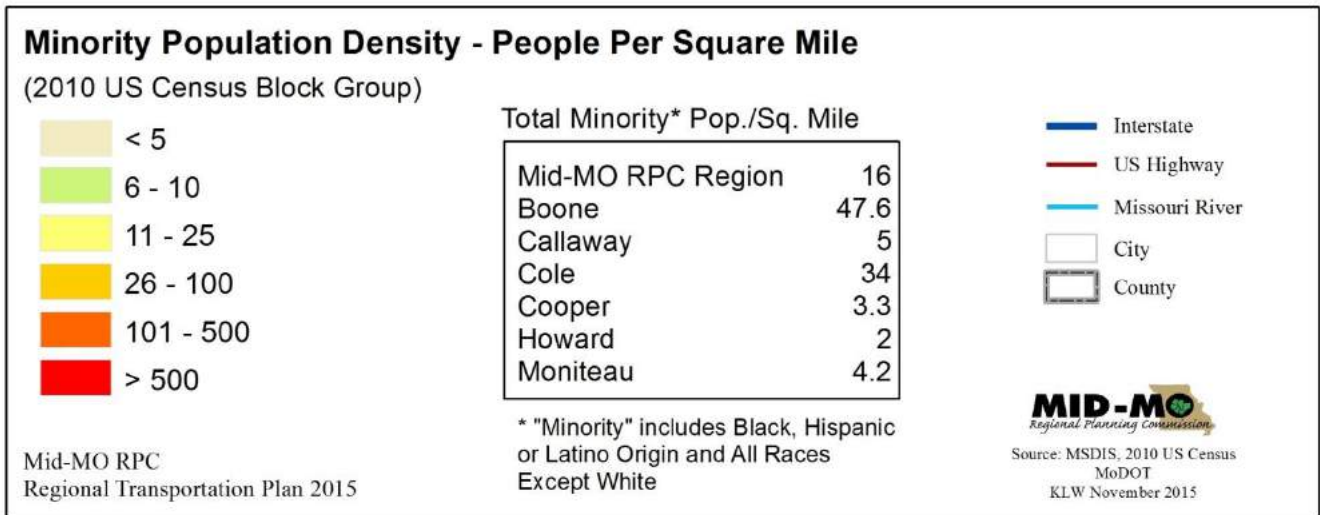 Minority Population Density - People Per Square Mile
(2010 US Census Block Group)
< 5
6 - 10
11 - 25
26 - 100
101 - 500
> 500
Mid-MO RPC
Regional Transportation Plan 2015
Total Minority* Pop./Sq. Mile
Mid-MO RPC Region 16
Boone 47.6
Callaway 5
Cole 34
Cooper 3.3
Howard 2
Moniteau 4.2
* "Minority" includes Black, Hispanic
or Latino Origin and All Races
Except White
Interstate
US Highway
Missouri River
City
County
MID-MO
Regional Planning Commission
Source: MSDIS, 2010 US Census
MoDOT
KLW November 2015